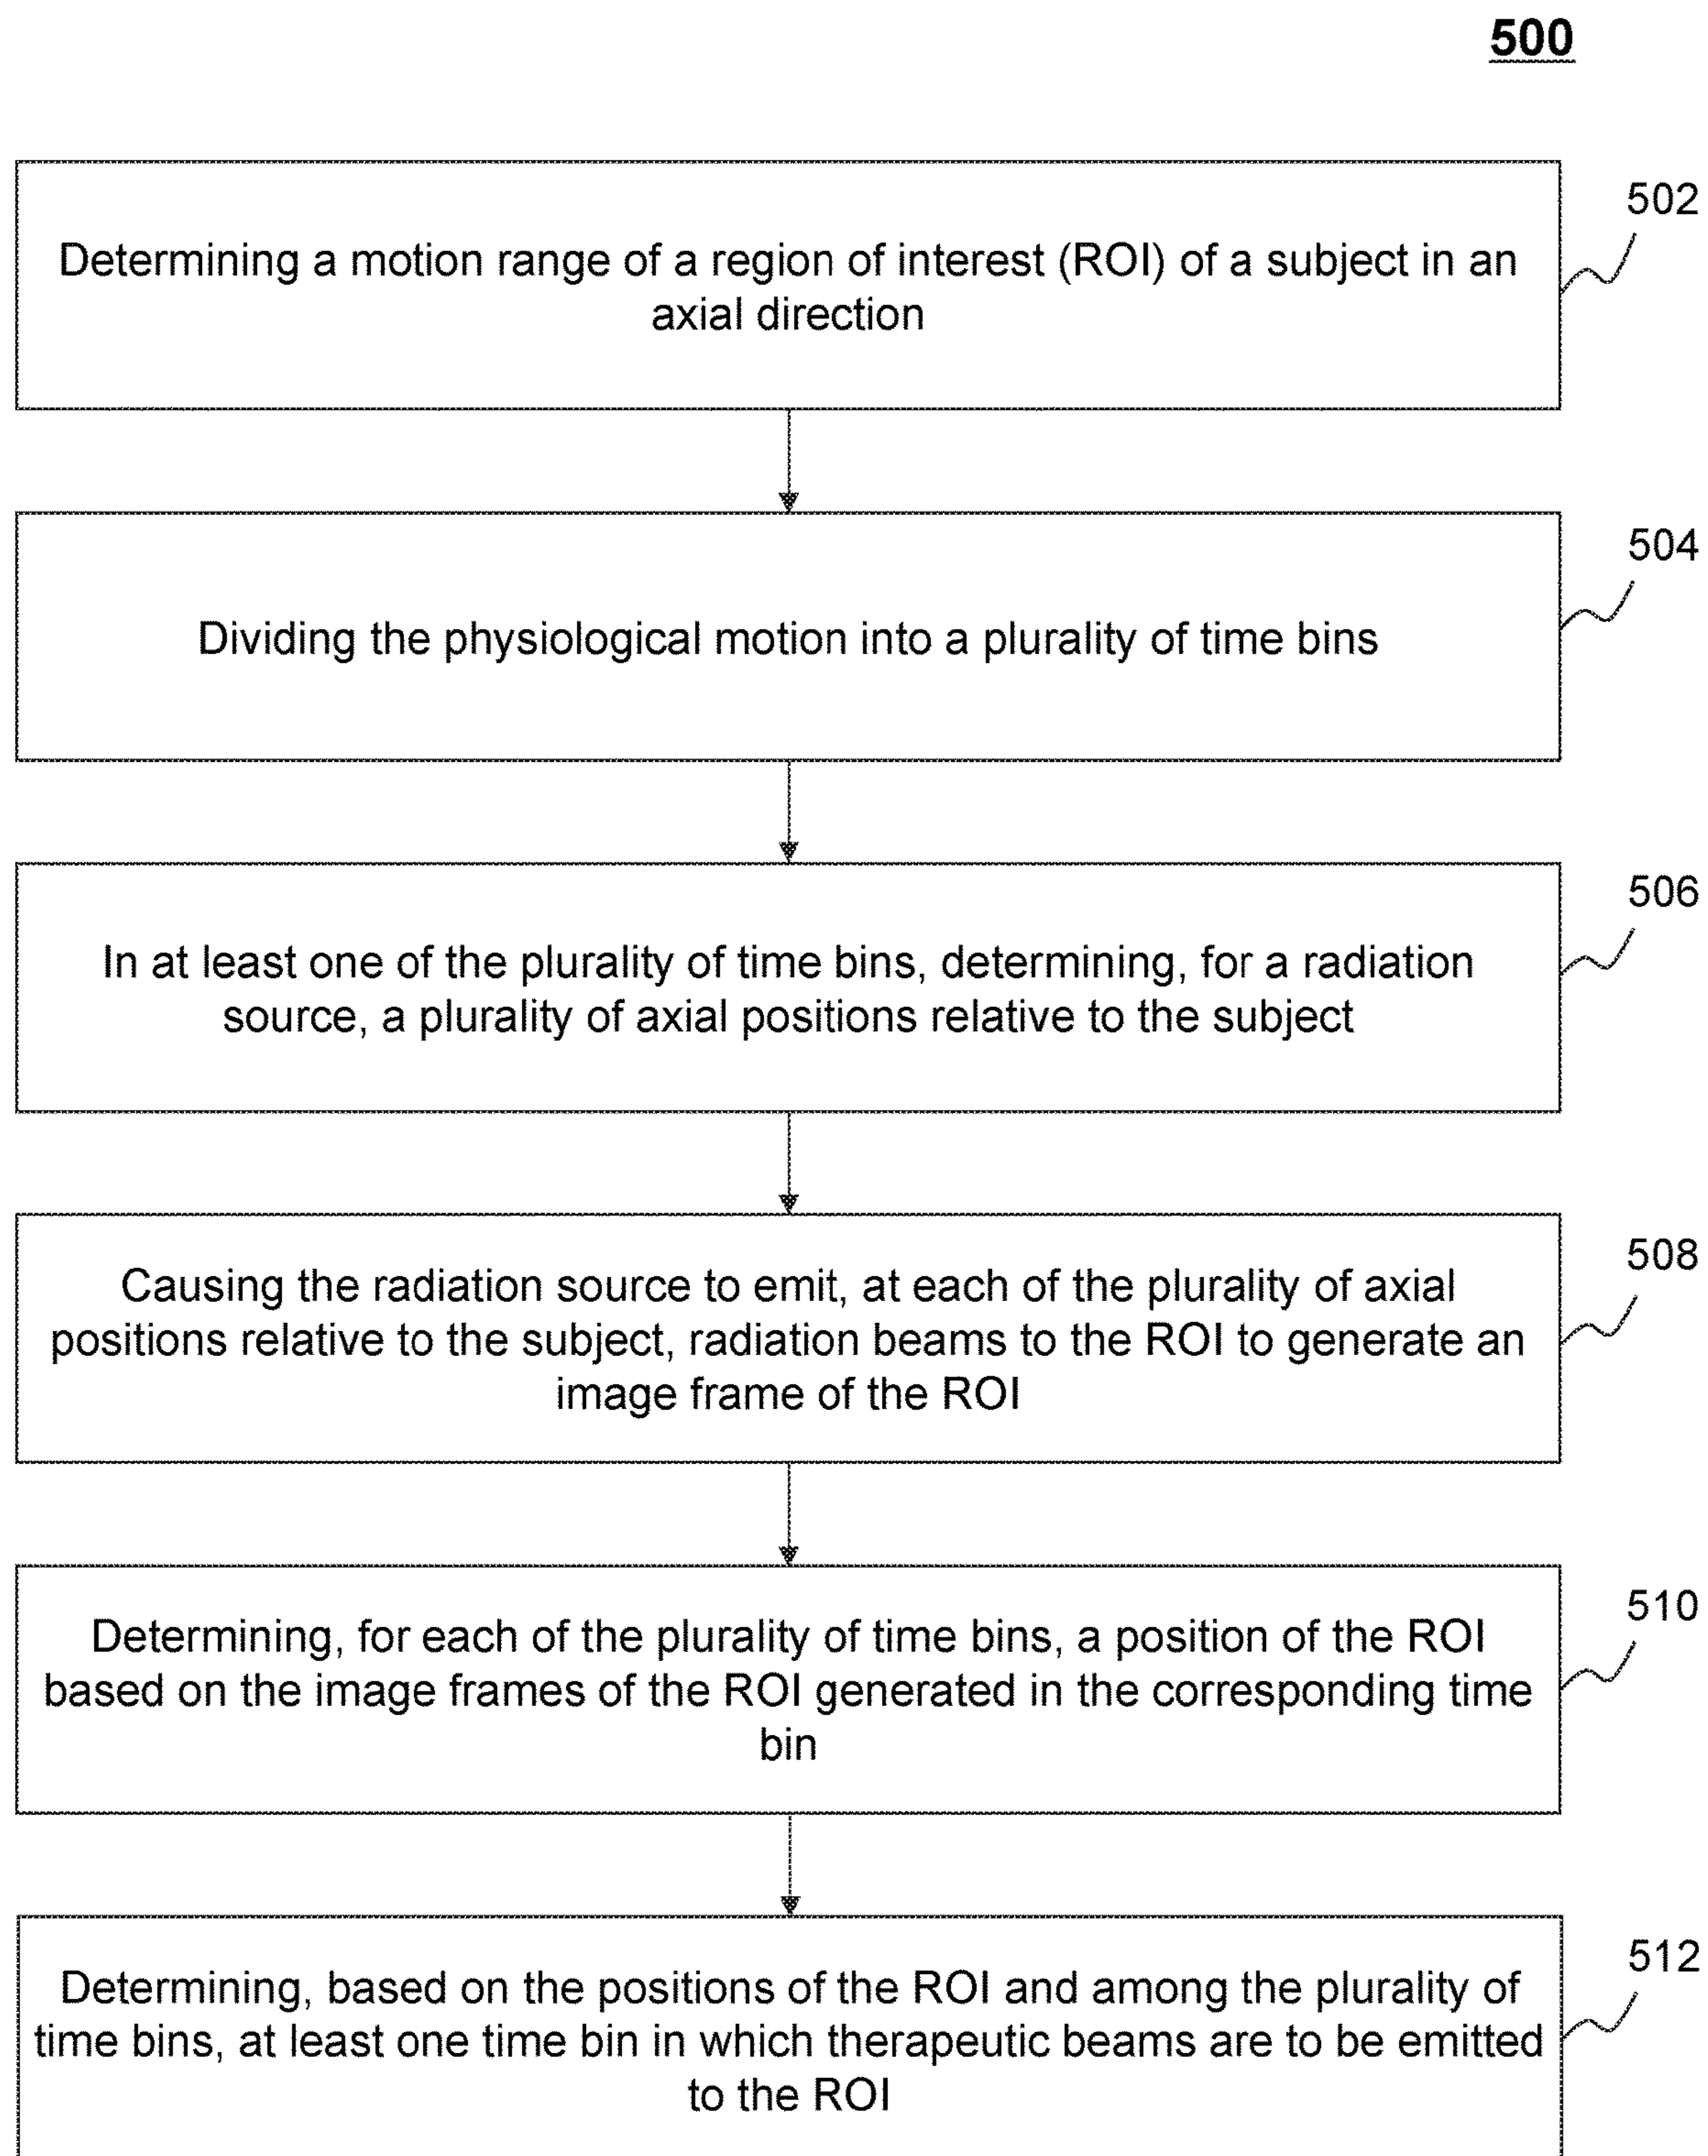 500
502
Determining a motion range of a region of interest (ROI) of a subject in an
axial direction
504
Dividing the physiological motion into a plurality of time bins
506
In at least one of the plurality of time bins, determining, for a radiation
source, a plurality of axial positions relative to the subject
508
Causing the radiation source to emit, at each of the plurality of axial
positions relative to the subject, radiation beams to the ROI to generate an
image frame of the ROI
510
Determining, for each of the plurality of time bins, a position of the ROI
based on the image frames of the ROI generated in the corresponding time
bin
512
Determining, based on the positions of the ROI and among the plurality of
time bins, at least one time bin in which therapeutic beams are to be emitted
to the ROI